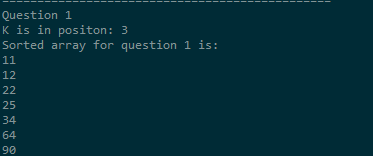 -----------------------------------------------
Question 1
K is in positon: 3
Sorted array for question 1 is:
11
12
22
25
34
64
90